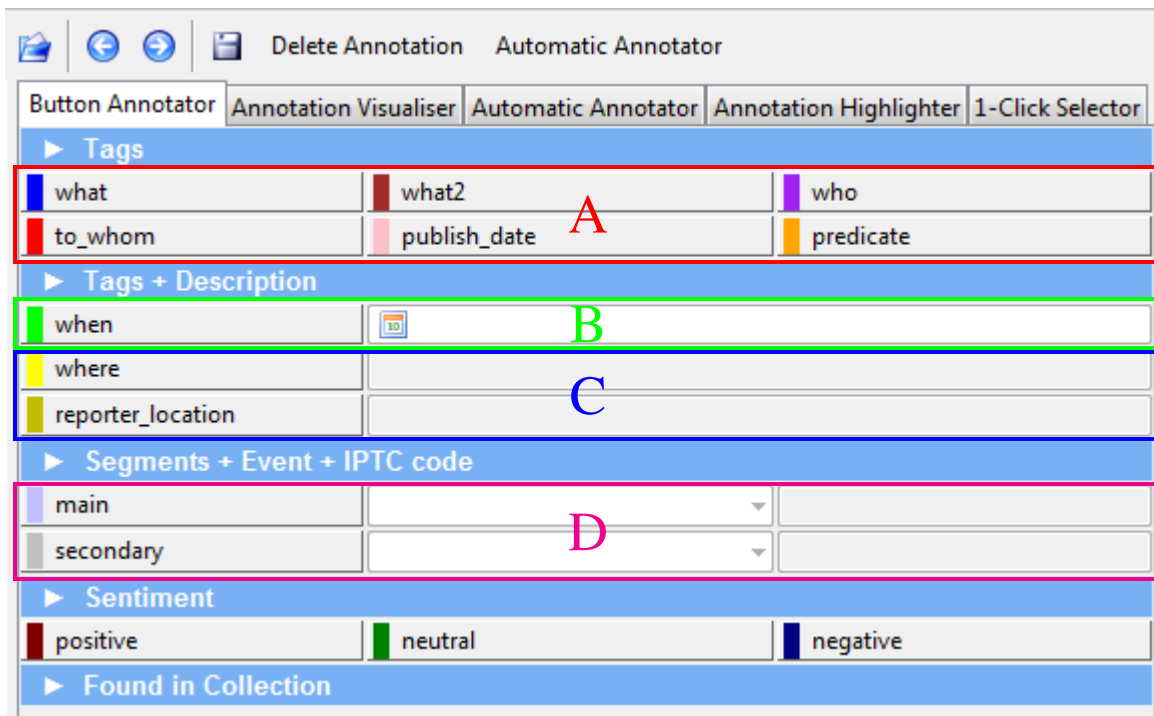 Delete Annotation Automatic Annotator
Button Annotator Annotation Visualiser Automatic Annotator Annotation Highlighter 1-Click Selector
Tags
what what2 who
A
to_whom publish_date predicate
Tags + Description
when 10 B
where
C
reporter_location
Segments + Event + IPTC code
main
D
secondary
Sentiment
positive neutral negative
Found in Collection